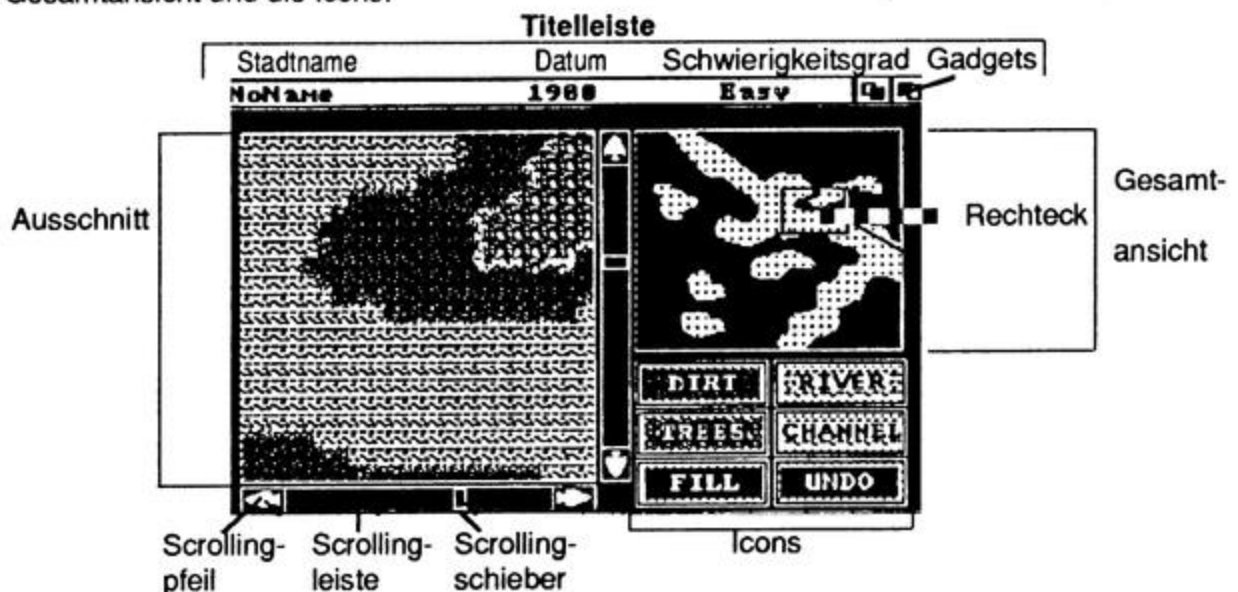 Gesamtansicht und die Icons.
Titelleiste
Stadtname Datum Schwierigkeitsgrad Gadgets
NoName 1900 Easy
Ausschnitt
Gesamt-
Rechteck
ansicht
DIRT RIVER
TREES CHANNEL
FILL UNDO
Scrolling- Scrolling- Scrolling- Icons
pfeil leiste schieber